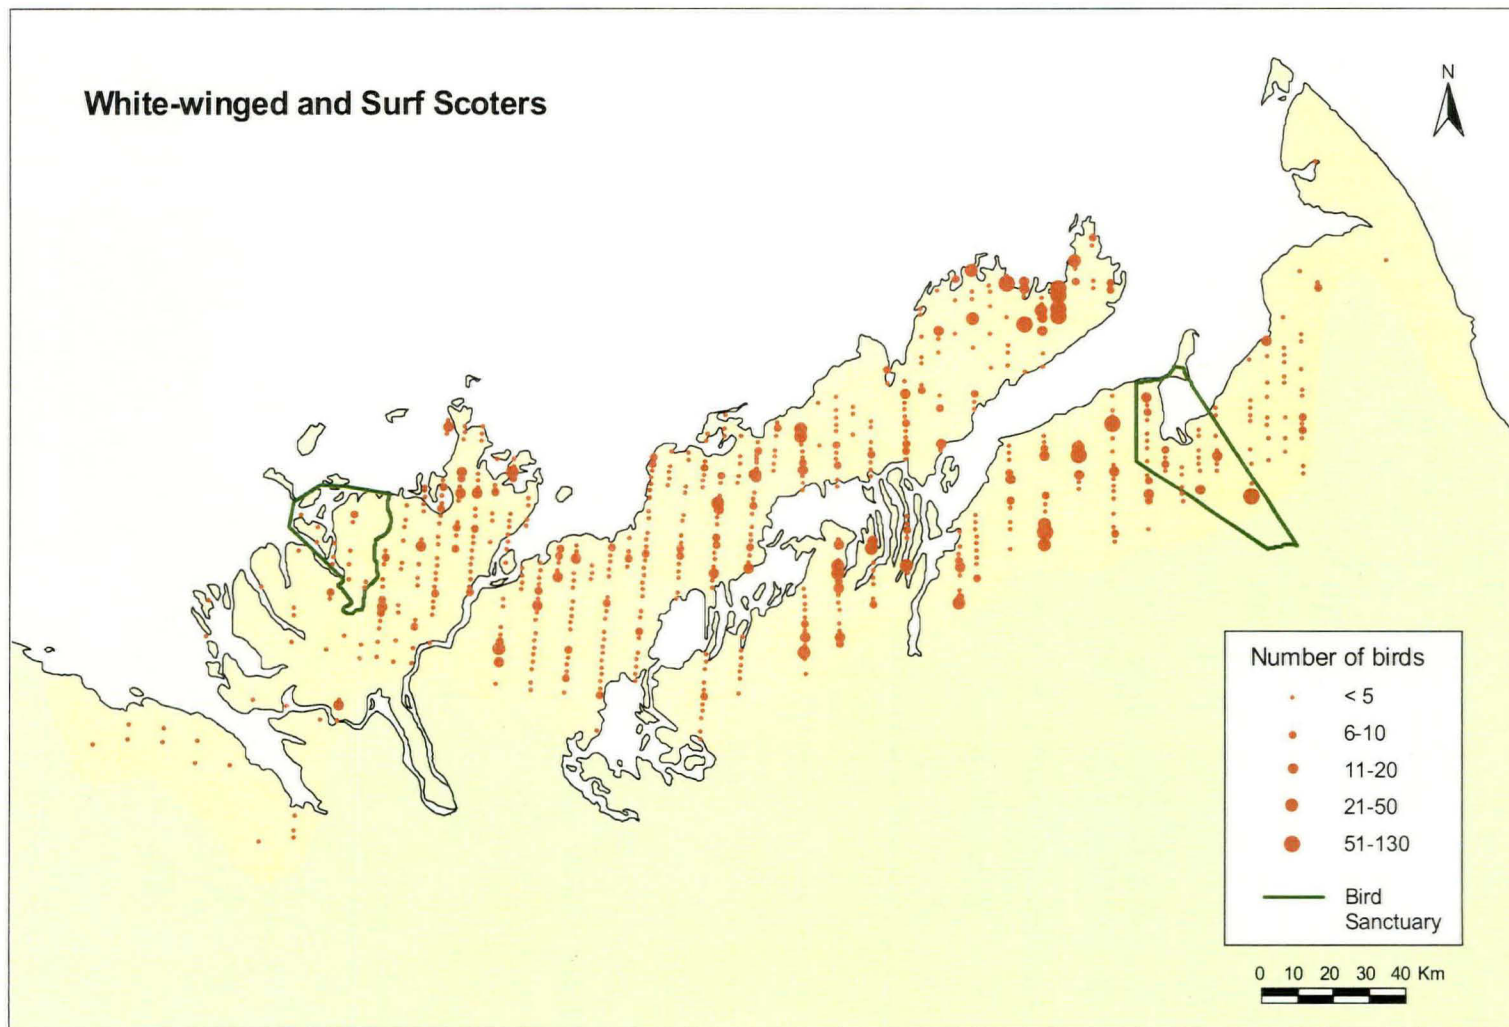 White-winged and Surf Scoters
N
Number of birds
< 5
6-10
11-20
21-50
51-130
Bird
Sanctuary
0 10 20 30 40 Km